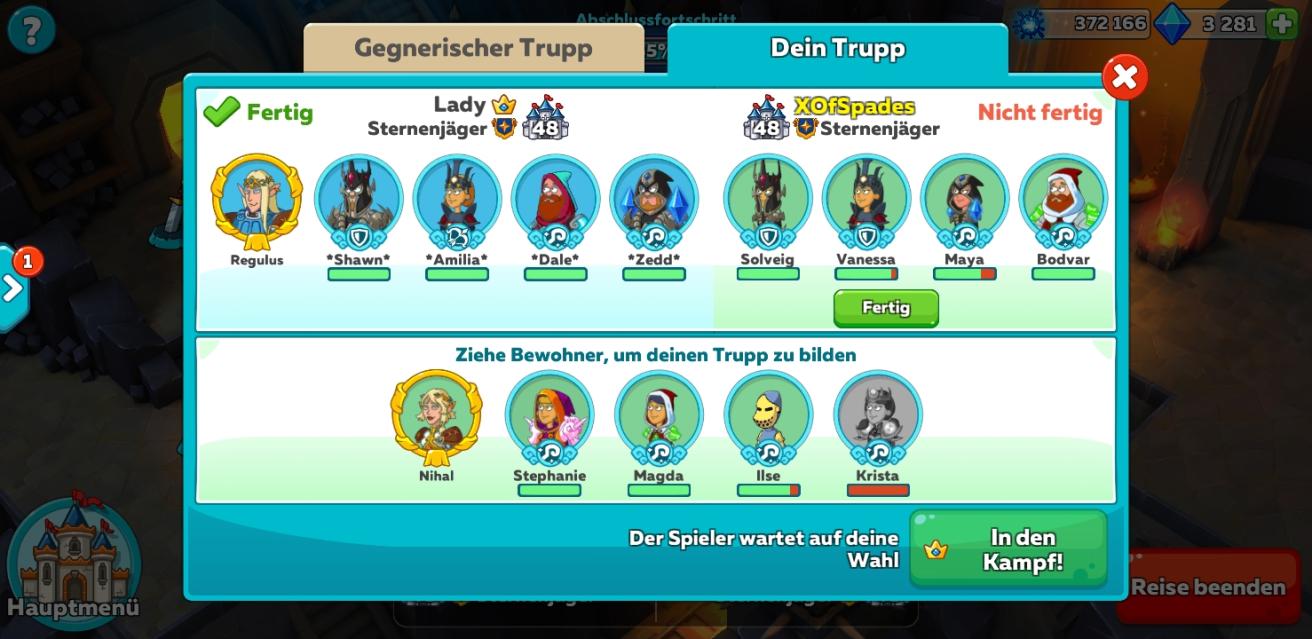 ?
Abschlussfortschritt
5%
372 166
3 281
Gegnerischer Trupp
Dein Trupp
Fertig
Lady
Sternenjäger
48
48
XOfSpades
Sternenjäger
Nicht fertig
1
Regulus
*Shawn*
*Amilia*
*Dale*
*Zedd*
Solveig
Vanessa
Maya
Bodvar
Fertig
Ziehe Bewohner, um deinen Trupp zu bilden
Nihal
Stephanie
Magda
Ilse
Krista
Der Spieler wartet auf deine
Wahl
In den
Kampf!
Hauptmenü
Reise beenden